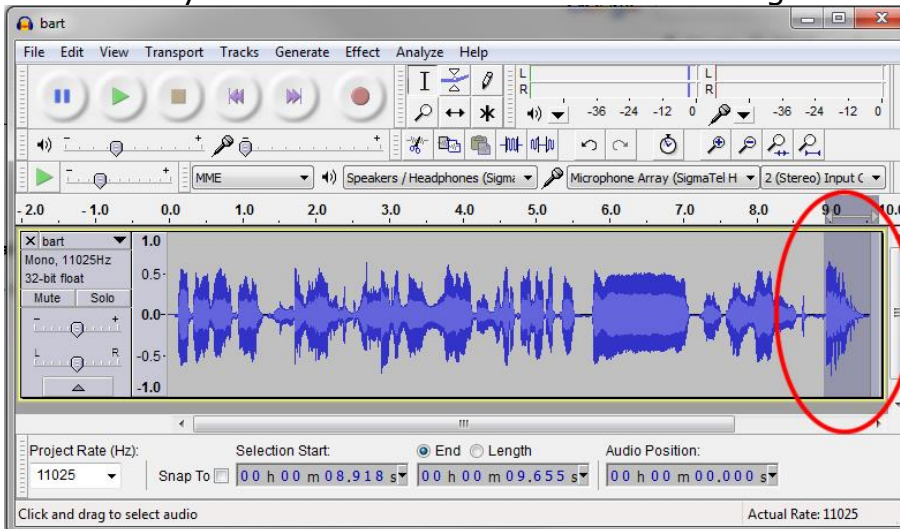 bart
File Edit View Transport Tracks Generate Effect Analyze Help
L
R
-36 -24 -12 0
L
R
-36 -24 -12 0
MME
Speakers / Headphones (Sigma
Microphone Array (SigmaTel H
2 (Stereo) Input C
- 2.0 - 1.0 0.0 1.0 2.0 3.0 4.0 5.0 6.0 7.0 8.0 9.0 10.0
X bart
Mono, 11025Hz
32-bit float
Mute Solo
- +
L R
1.0
0.5
0.0
-0.5
-1.0
Project Rate (Hz): Selection Start: End Length Audio Position:
11025 Snap To 00 h 00 m 08.918 s 00 h 00 m 09.655 s 00 h 00 m 00.000 s
Click and drag to select audio Actual Rate: 11025